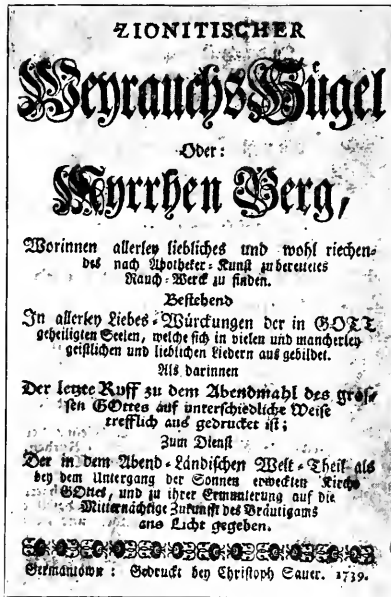 ZIONITISCHER
Weyrauchs Hügel
Oder:
Myrrhen Berg,
Worinnen allerley liebliches und wohl riechen-
des nach Apotheker-Kunst zu bereitetes
Rauch-Werck zu finden.
Bestehend
In allerley Liebes-Würckungen der in GOTT
geheiligten Seelen, welche sich in vielen und mancherley
geistlichen und lieblichen Liedern aus gebildet.
Als darinnen
Der letzte Ruff zu dem Abendmahl des gros-
sen GOttes auf unterschiedliche Weise
trefflich aus gedrucket ist;
Zum Dienst
Der in dem Abend-Ländischen Welt-Theil als
bey dem Untergang der Sonnen erweckten Kirche
GOttes, und zu ihrer Ermunterung auf die
Mitternächtige Zukunfft des Bräutigams
ans Licht gegeben.
Germantown: Gedruckt bey Christoph Sauer. 1739.